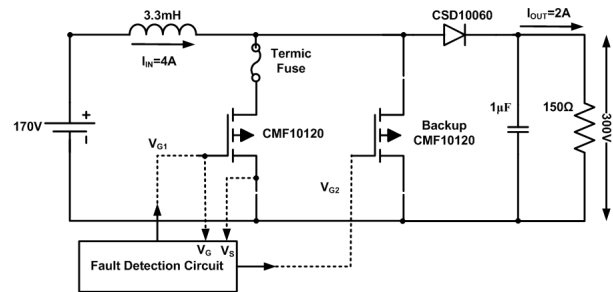 3.3mH
I_IN=4A
Termic
Fuse
CSD10060
I_OUT=2A
170V
+
CMF10120
Backup
CMF10120
1µF
150Ω
300V
V_G1
V_G2
V_G
V_S
Fault Detection Circuit